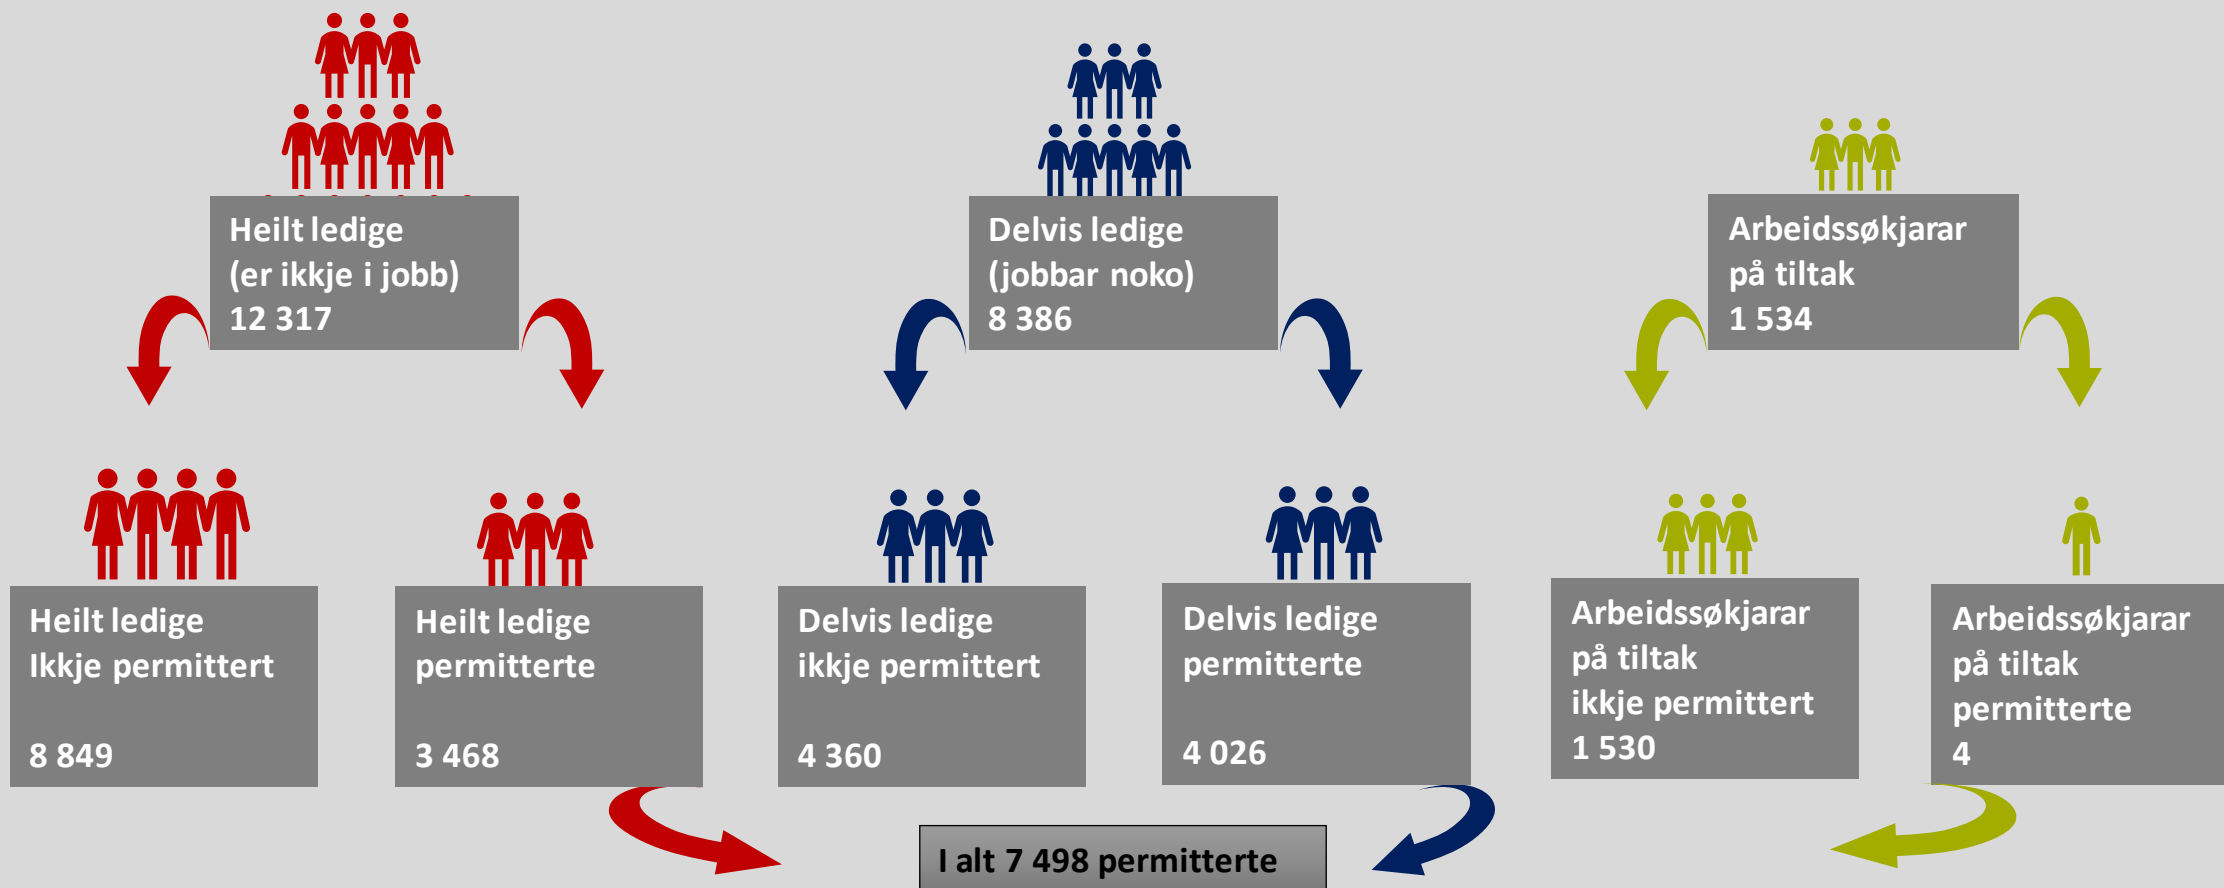 Heilt ledige
(er ikkje i jobb)
12 317
Delvis ledige
(jobbar noko)
8 386
Arbeidssøkjarar
på tiltak
1 534
Heilt ledige
Ikkje permittert
8 849
Heilt ledige
permitterte
3 468
Delvis ledige
ikkje permittert
4 360
Delvis ledige
permitterte
4 026
Arbeidssøkjarar
på tiltak
ikkje permittert
1 530
Arbeidssøkjarar
på tiltak
permitterte
4
I alt 7 498 permitterte